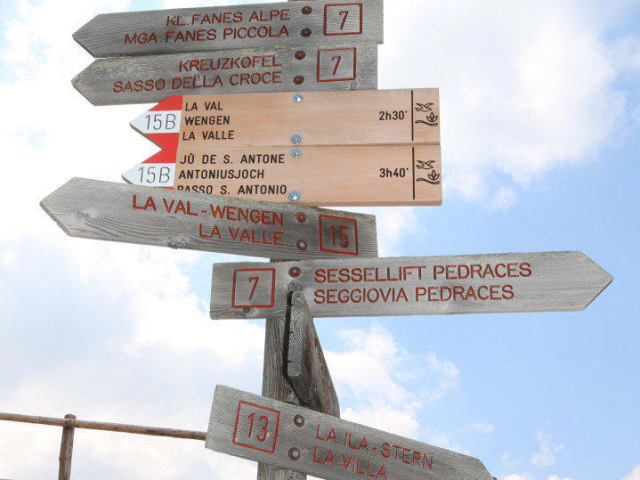 KL.FANES ALPE
MGA.FANES PICCOLA
7
KREUZKOFEL
SASSO DELLA CROCE
7
15B
LA VAL
WENGEN
LA VALLE
2h30'
15B
JÙ DE S. ANTONE
ANTONIUSJOCH
PASSO S. ANTONIO
3h40'
LA VAL-WENGEN
LA VALLE
15
7
SESSELLIFT PEDRACES
SEGGIOVIA PEDRACES
13
LA ILA-STERN
LA VILLA